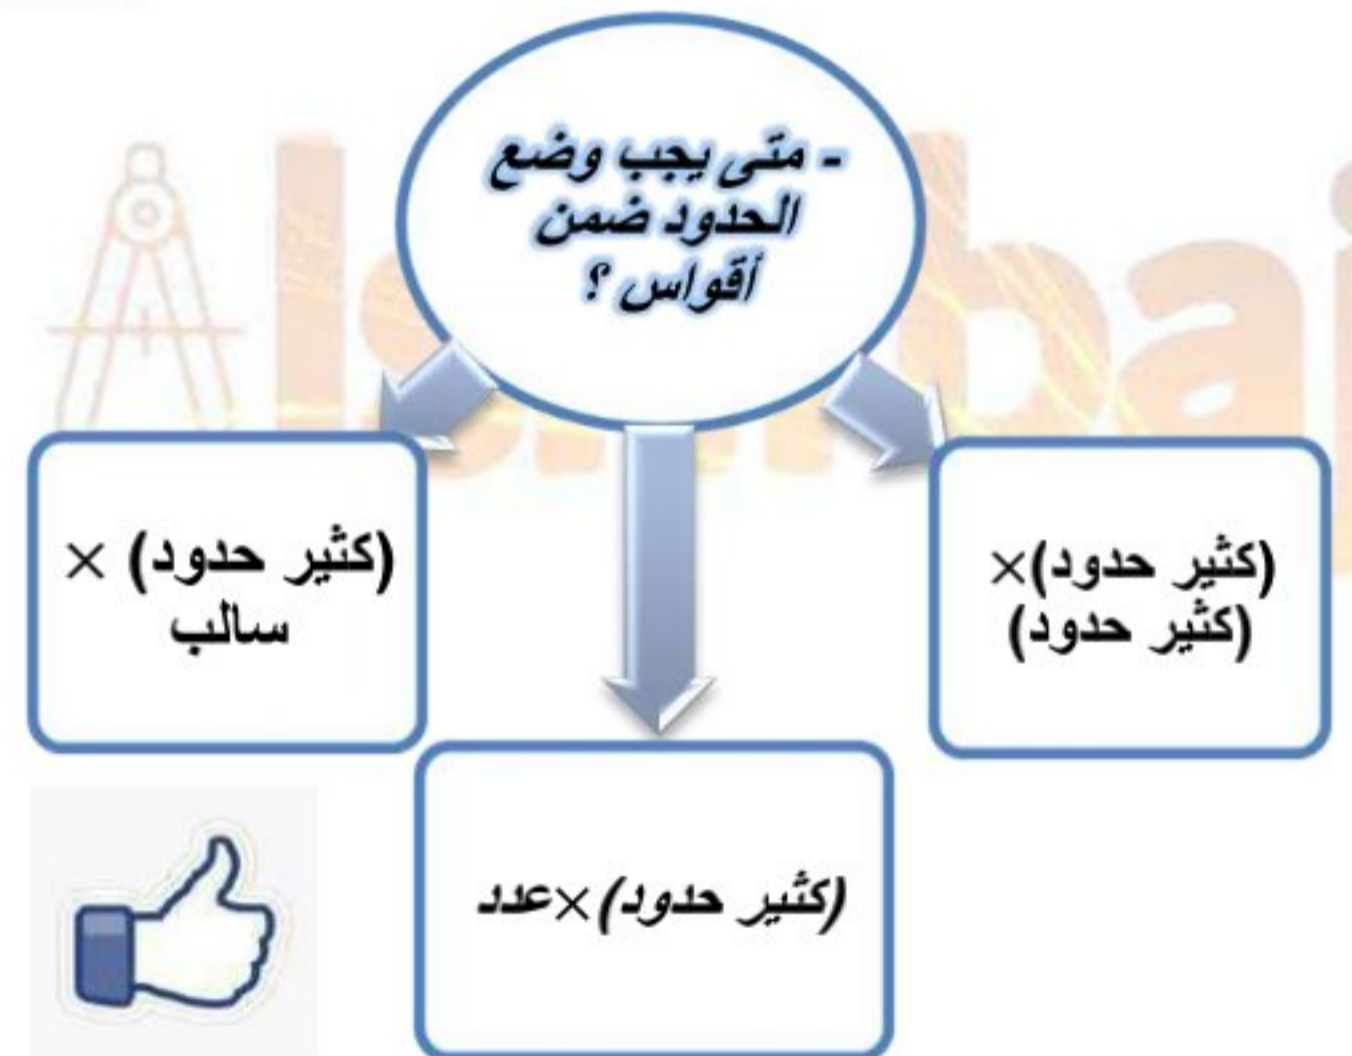 - متى يجب وضع
الحدود ضمن
أقواس ؟
(كثير حدود)×
(كثير حدود)
(كثير حدود)×عدد
(كثير حدود) ×
سالب